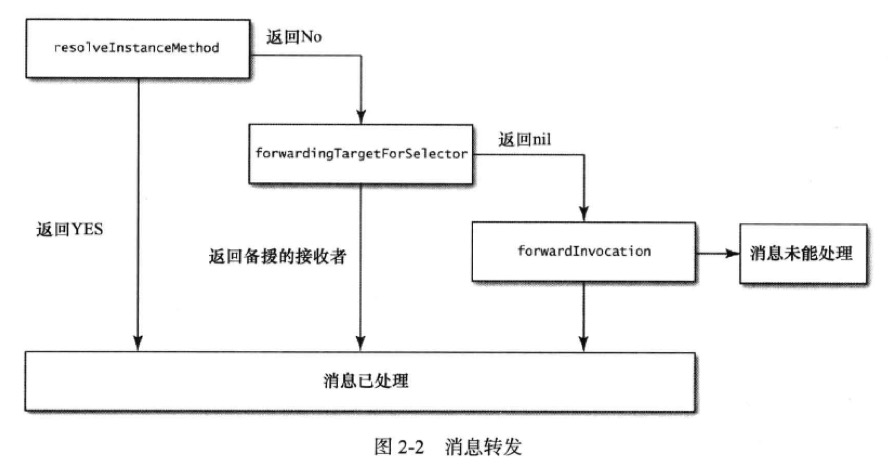 resolveInstanceMethod
返回No
forwardingTargetForSelector
返回nil
返回YES
返回备援的接收者
forwardInvocation
消息未能处理
消息已处理
图 2-2 消息转发